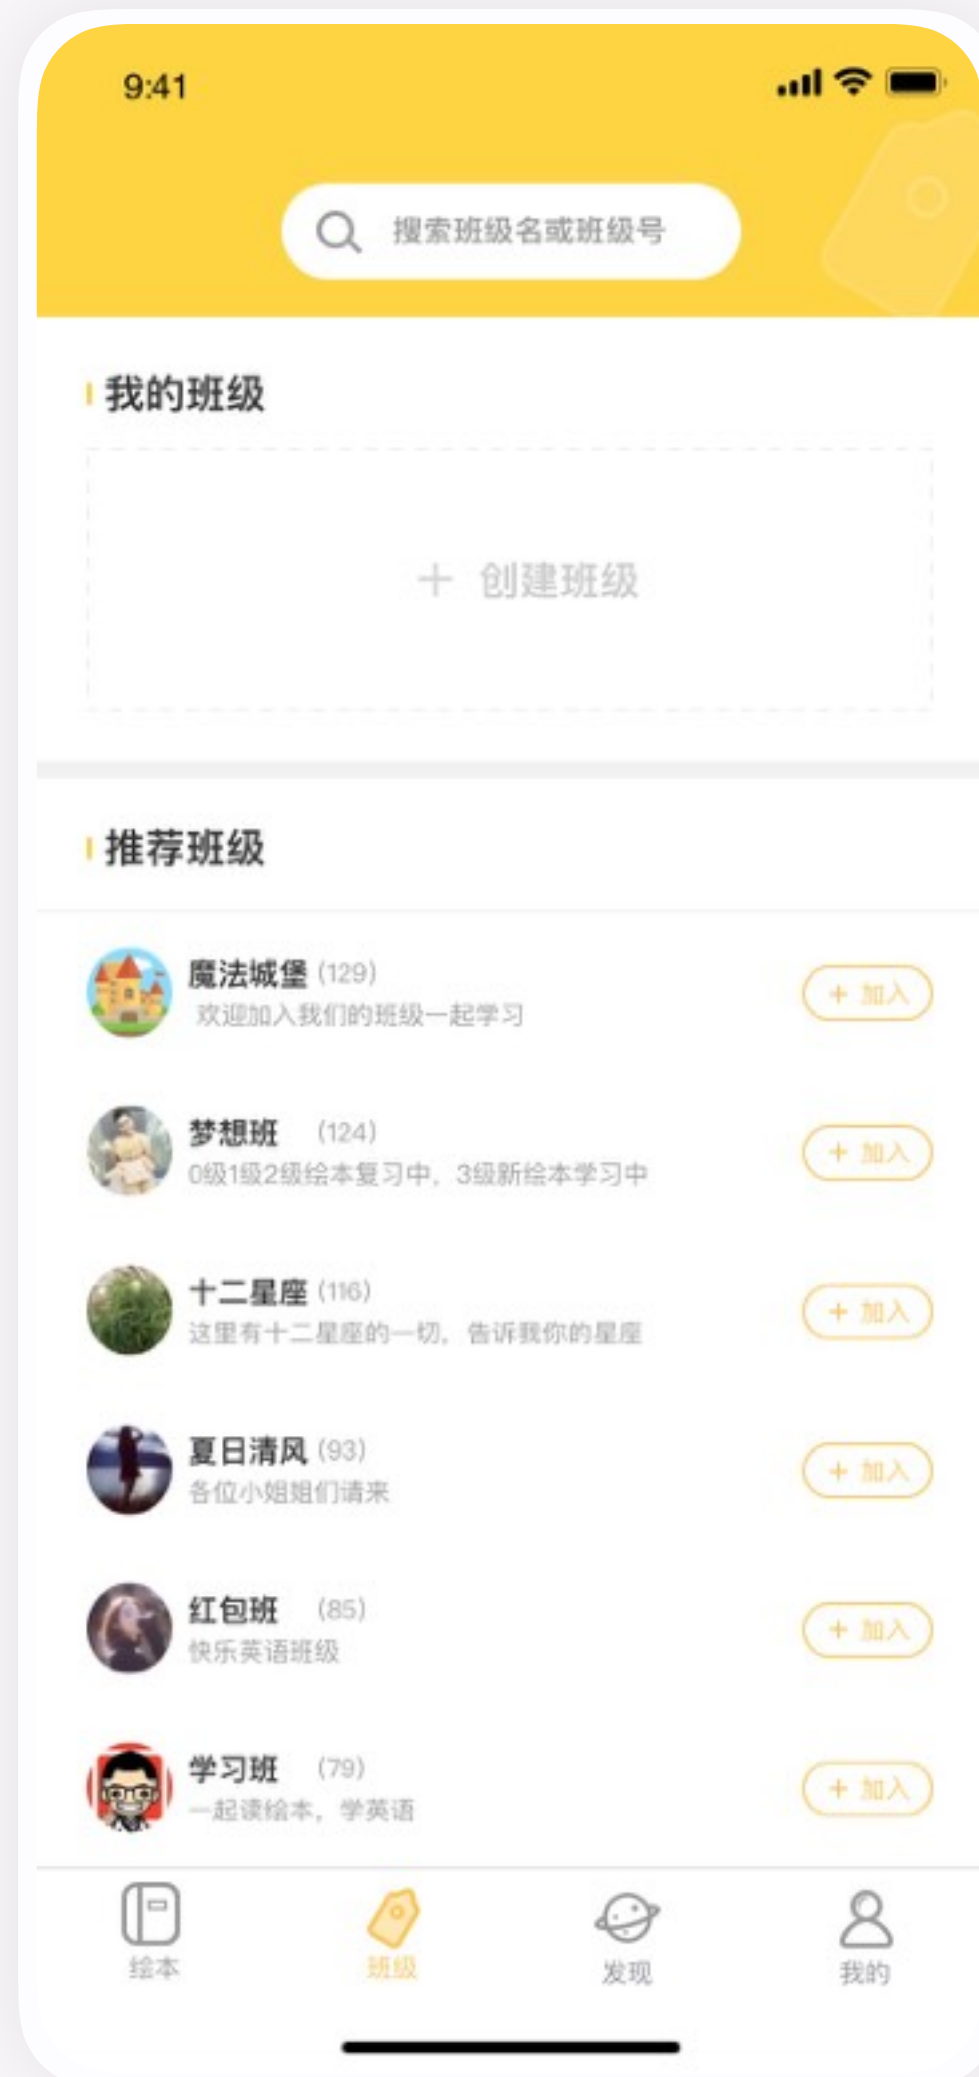 9:41
搜索班级名或班级号
我的班级
+ 创建班级
推荐班级
魔法城堡 (129)
欢迎加入我们的班级一起学习
+ 加入
梦想班 (124)
0级1级2级绘本复习中，3级新绘本学习中
+ 加入
十二星座 (116)
这里有十二星座的一切，告诉我你的星座
+ 加入
夏日清风 (93)
各位小姐姐们请来
+ 加入
红包班 (85)
快乐英语班级
+ 加入
学习班 (79)
一起读绘本，学英语
+ 加入
绘本
班级
发现
我的